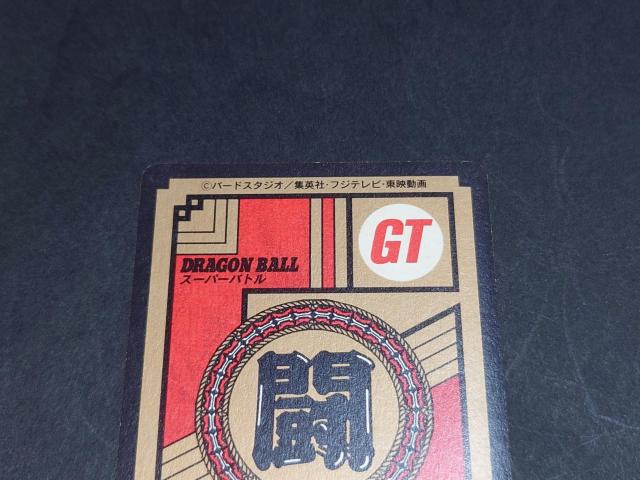 ©バードスタジオ／集英社・フジテレビ・東映動画
GT
DRAGON BALL
スーパーバトル
闘